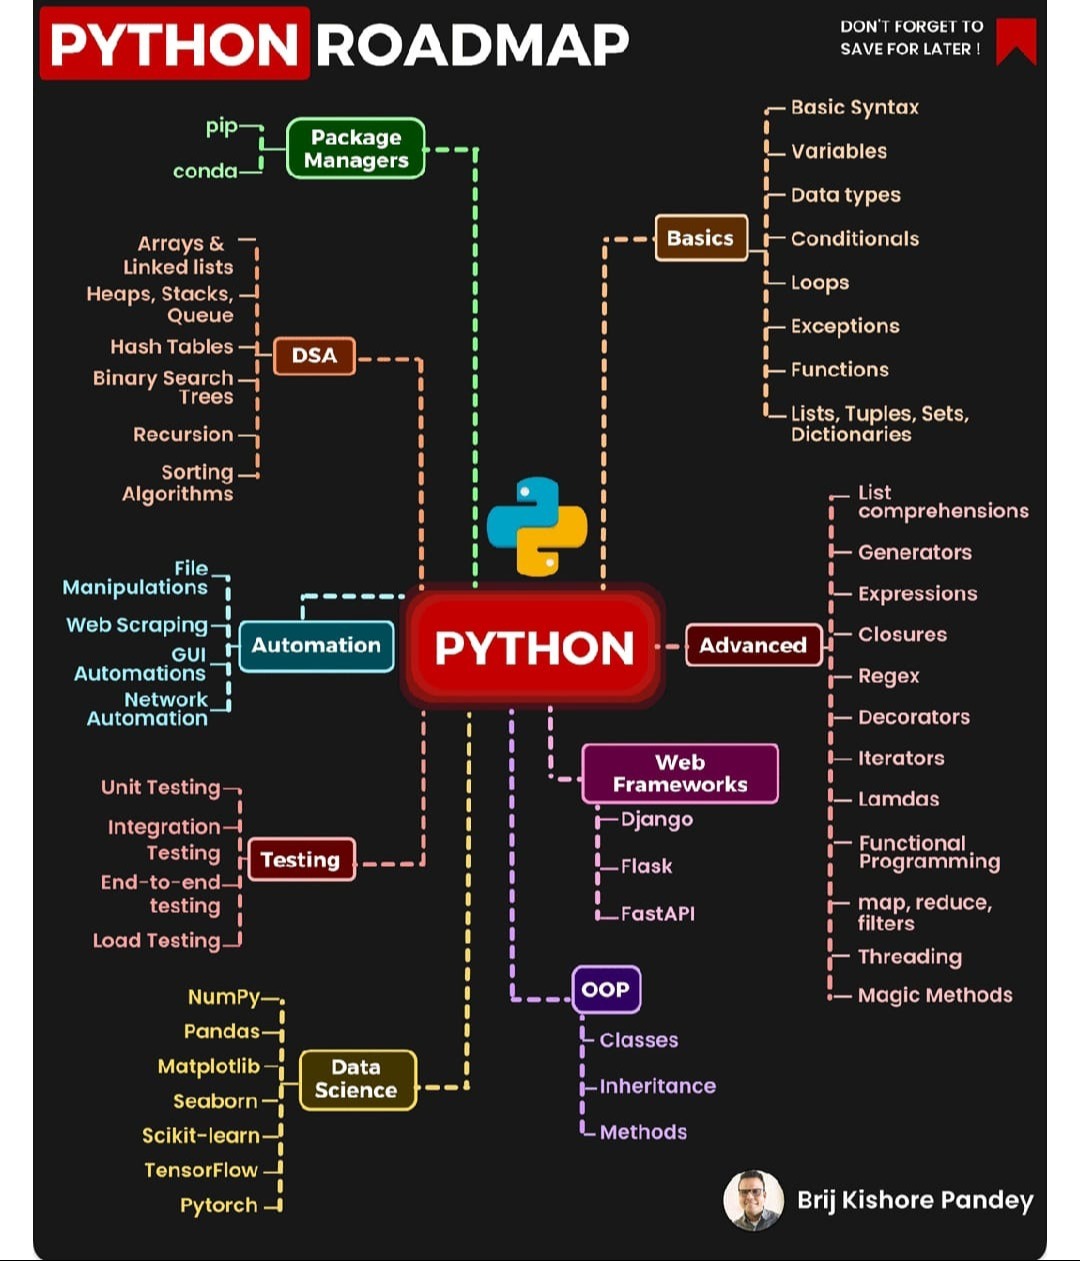 PYTHON ROADMAP
DON'T FORGET TO
SAVE FOR LATER !
pip
conda
Package
Managers
Basics
Basic Syntax
Variables
Data types
Conditionals
Loops
Exceptions
Functions
Lists, Tuples, Sets,
Dictionaries
Arrays &
Linked lists
Heaps, Stacks,
Queue
Hash Tables
Binary Search
Trees
Recursion
Sorting
Algorithms
DSA
File
Manipulations
Web Scraping
GUI
Automations
Network
Automation
Automation
PYTHON
Advanced
List
comprehensions
Generators
Expressions
Closures
Regex
Decorators
Iterators
Lamdas
Functional
Programming
map, reduce,
filters
Threading
Magic Methods
Web
Frameworks
Django
Flask
FastAPI
Unit Testing
Integration
Testing
End-to-end
testing
Load Testing
Testing
OOP
Classes
Inheritance
Methods
NumPy
Pandas
Matplotlib
Seaborn
Scikit-learn
TensorFlow
Pytorch
Data
Science
Brij Kishore Pandey